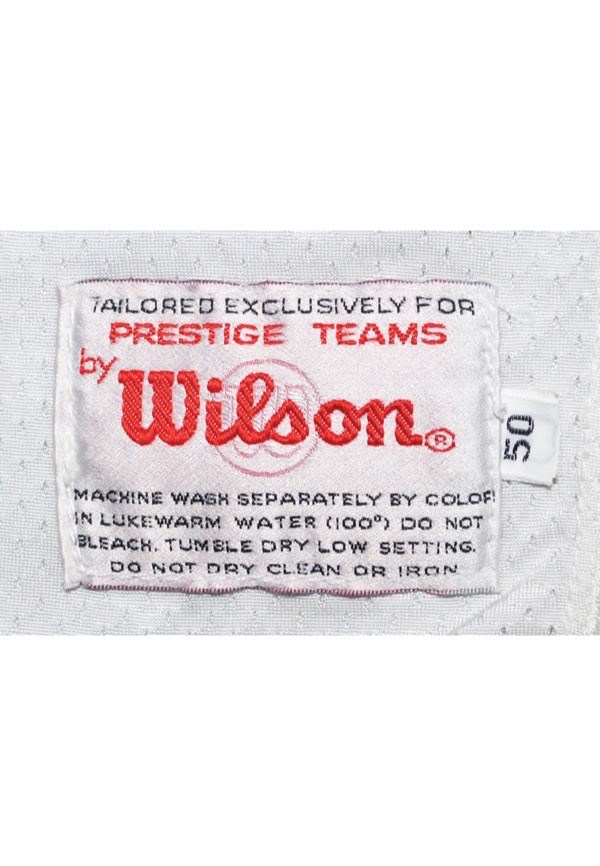 TAILORED EXCLUSIVELY FOR
PRESTIGE TEAMS
by
Wilson®
50
MACHINE WASH SEPARATELY BY COLOR
IN LUKEWARM WATER (100°) DO NOT
BLEACH. TUMBLE DRY LOW SETTING.
DO NOT DRY CLEAN OR IRON